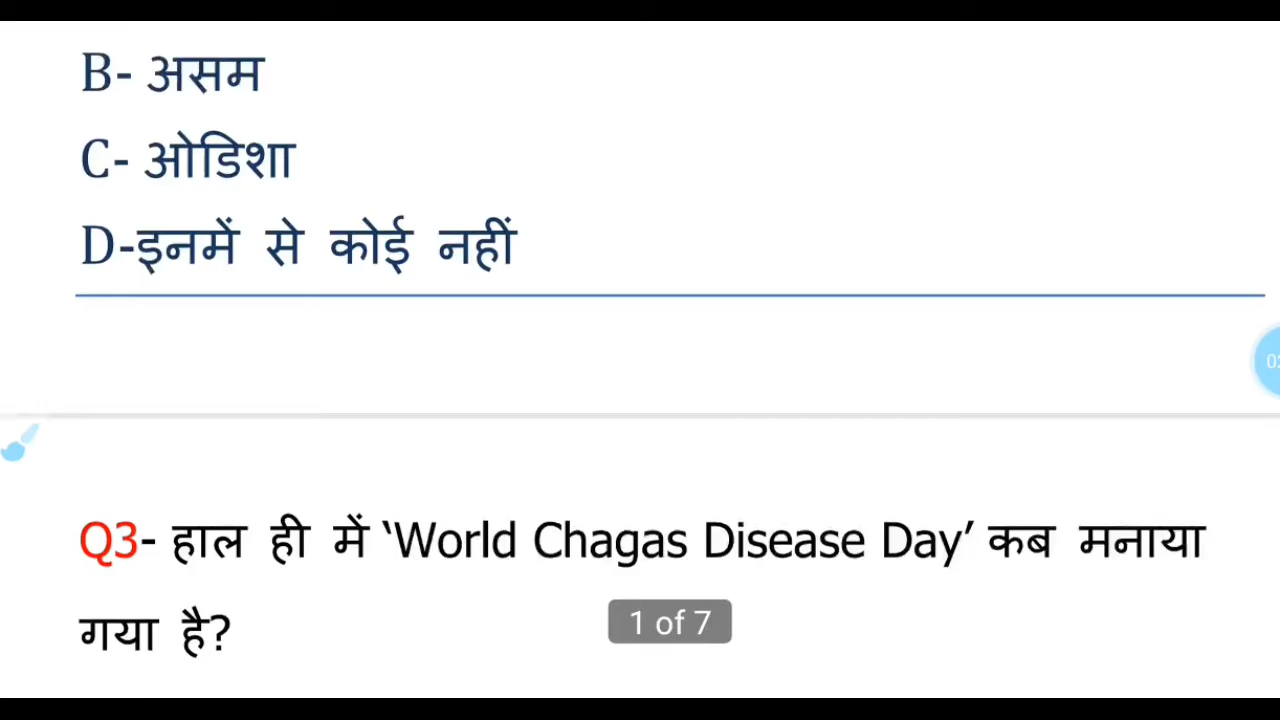 B- असम
C- ओडिशा
D-इनमें से कोई नहीं
Q3- हाल ही में ‘World Chagas Disease Day’ कब मनाया
गया है?
1 of 7